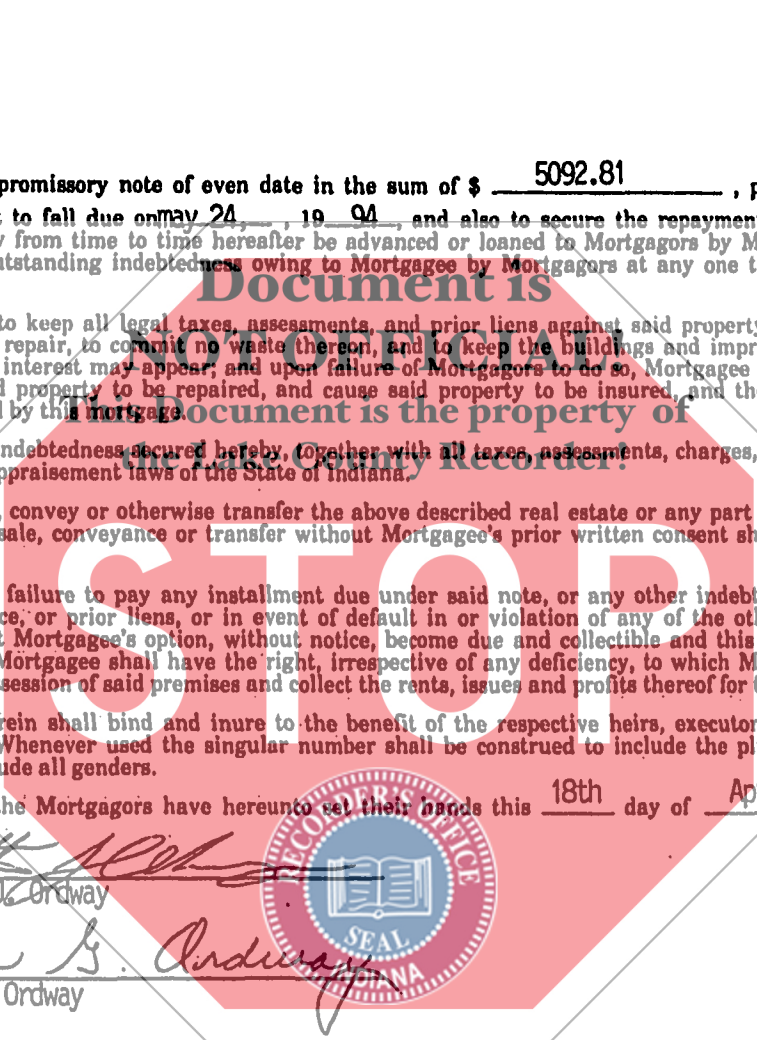 promissory note of even date in the sum of $ 5092.81 , p
to fall due on may 24, , 19 94 , and also to secure the repayment
from time to time hereafter be advanced or loaned to Mortgagors by M
utstanding indebtedness owing to Mortgagee by Mortgagors at any one t
Document is
to keep all legal taxes, assessments, and prior liens against said property
repair, to commit no waste thereon, and to keep the buildings and impr
NOT OFFICIAL
interest may appear; and upon failure of Mortgagors to do so, Mortgagee
d property to be repaired, and cause said property to be insured, and the
d by this mortgage.
This Document is the property of
ndebtedness secured hereby, together with all taxes, assessments, charges,
the Lake County Recorder!
ppraisement laws of the State of Indiana.
, convey or otherwise transfer the above described real estate or any part
sale, conveyance or transfer without Mortgagee's prior written consent sh
STOP
failure to pay any installment due under said note, or any other indebt
ce, or prior liens, or in event of default in or violation of any of the oth
t Mortgagee's option, without notice, become due and collectible and this
Mortgagee shall have the right, irrespective of any deficiency, to which M
session of said premises and collect the rents, issues and profits thereof for t
rein shall bind and inure to the benefit of the respective heirs, executor
Whenever used the singular number shall be construed to include the pl
ude all genders.
he Mortgagors have hereunto set their hands this 18th day of Ap
RECORDER'S OFFICE
SEAL
INDIANA
Ordway
G. Ordway
Ordway